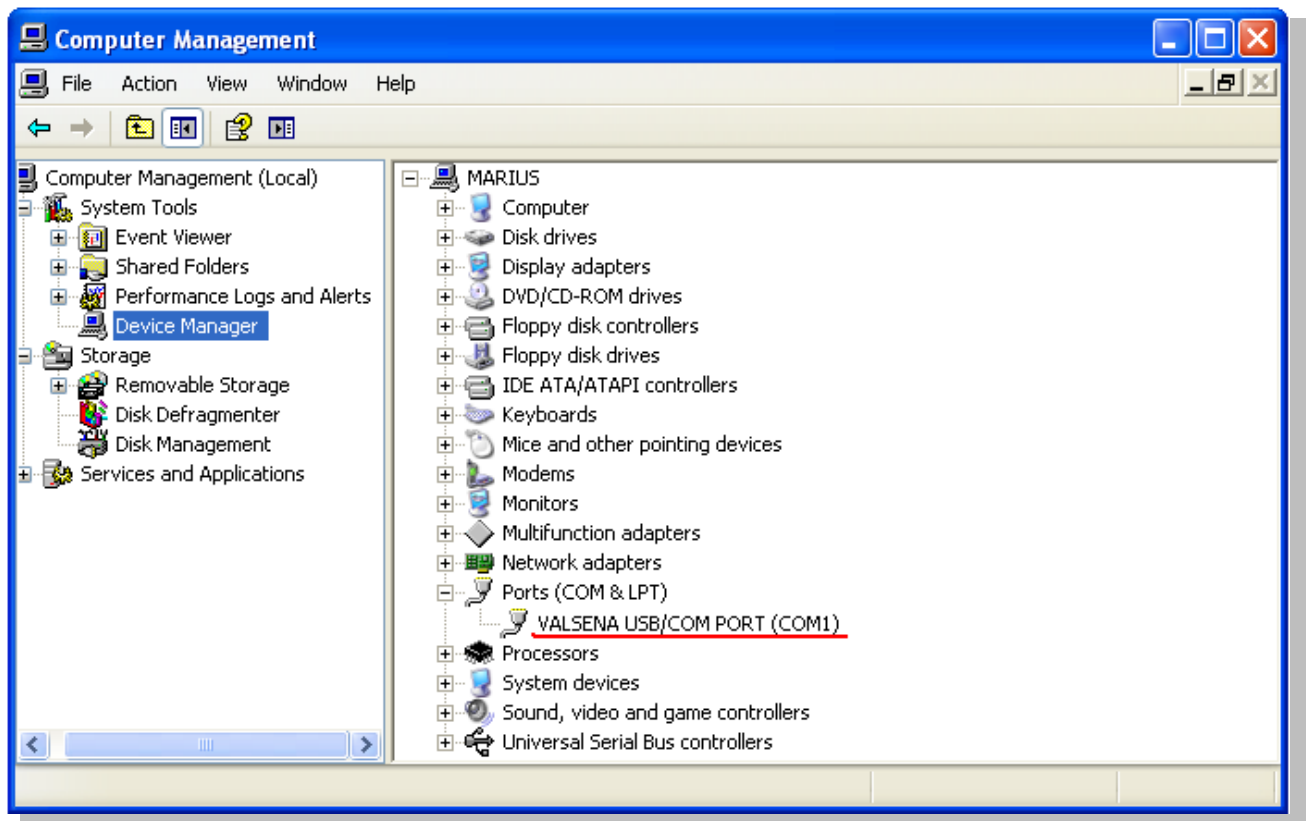 Computer Management
File Action View Window Help
Computer Management (Local)
System Tools
Event Viewer
Shared Folders
Performance Logs and Alerts
Device Manager
Storage
Removable Storage
Disk Defragmenter
Disk Management
Services and Applications
MARIUS
Computer
Disk drives
Display adapters
DVD/CD-ROM drives
Floppy disk controllers
Floppy disk drives
IDE ATA/ATAPI controllers
Keyboards
Mice and other pointing devices
Modems
Monitors
Multifunction adapters
Network adapters
Ports (COM & LPT)
VALSENA USB/COM PORT (COM1)
Processors
System devices
Sound, video and game controllers
Universal Serial Bus controllers